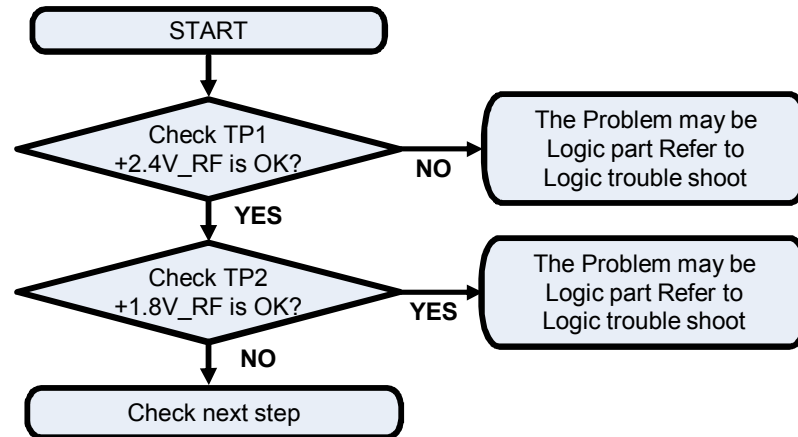 START
Check TP1
+2.4V_RF is OK?
NO
The Problem may be
Logic part Refer to
Logic trouble shoot
YES
Check TP2
+1.8V_RF is OK?
YES
The Problem may be
Logic part Refer to
Logic trouble shoot
NO
Check next step